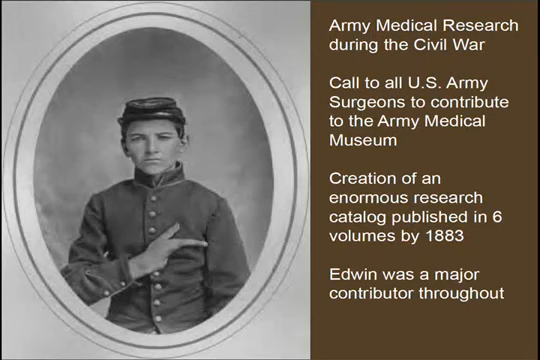 Army Medical Research
during the Civil War
Call to all U.S. Army
Surgeons to contribute
to the Army Medical
Museum
Creation of an
enormous research
catalog published in 6
volumes by 1883
Edwin was a major
contributor throughout